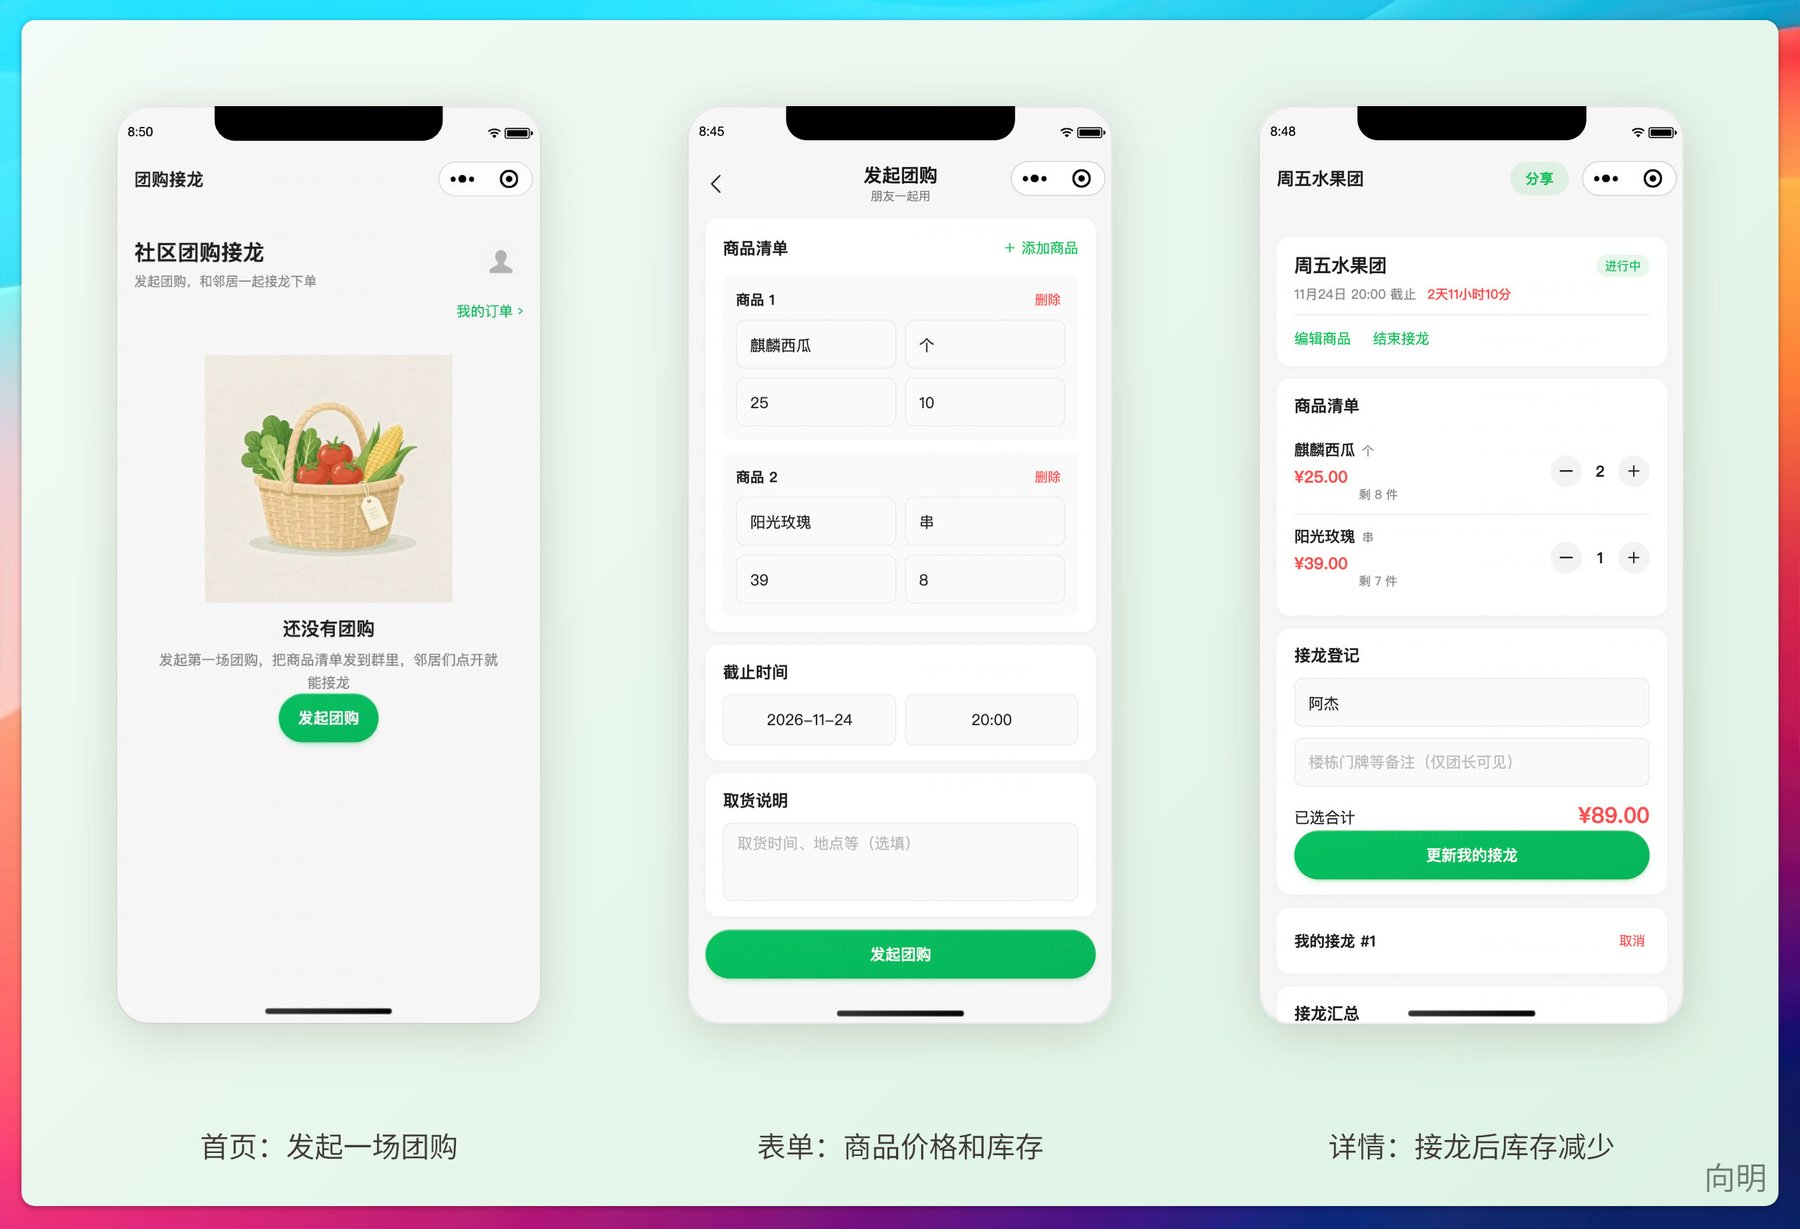 8:50
团购接龙
社区团购接龙
发起团购，和邻居一起接龙下单
我的订单 >
还没有团购
发起第一场团购，把商品清单发到群里，邻居们点开就
能接龙
发起团购
首页：发起一场团购
8:45
发起团购
朋友一起用
商品清单
+ 添加商品
商品 1
删除
麒麟西瓜
个
25
10
商品 2
删除
阳光玫瑰
串
39
8
截止时间
2026-11-24
20:00
取货说明
取货时间、地点等（选填）
发起团购
表单：商品价格和库存
8:48
周五水果团
分享
周五水果团
进行中
11月24日 20:00 截止 2天11小时10分
编辑商品 结束接龙
商品清单
麒麟西瓜 个
¥25.00
剩 8 件
2
阳光玫瑰 串
¥39.00
剩 7 件
1
接龙登记
阿杰
楼栋门牌等备注（仅团长可见）
已选合计
¥89.00
更新我的接龙
我的接龙 #1
取消
接龙汇总
详情：接龙后库存减少
向明